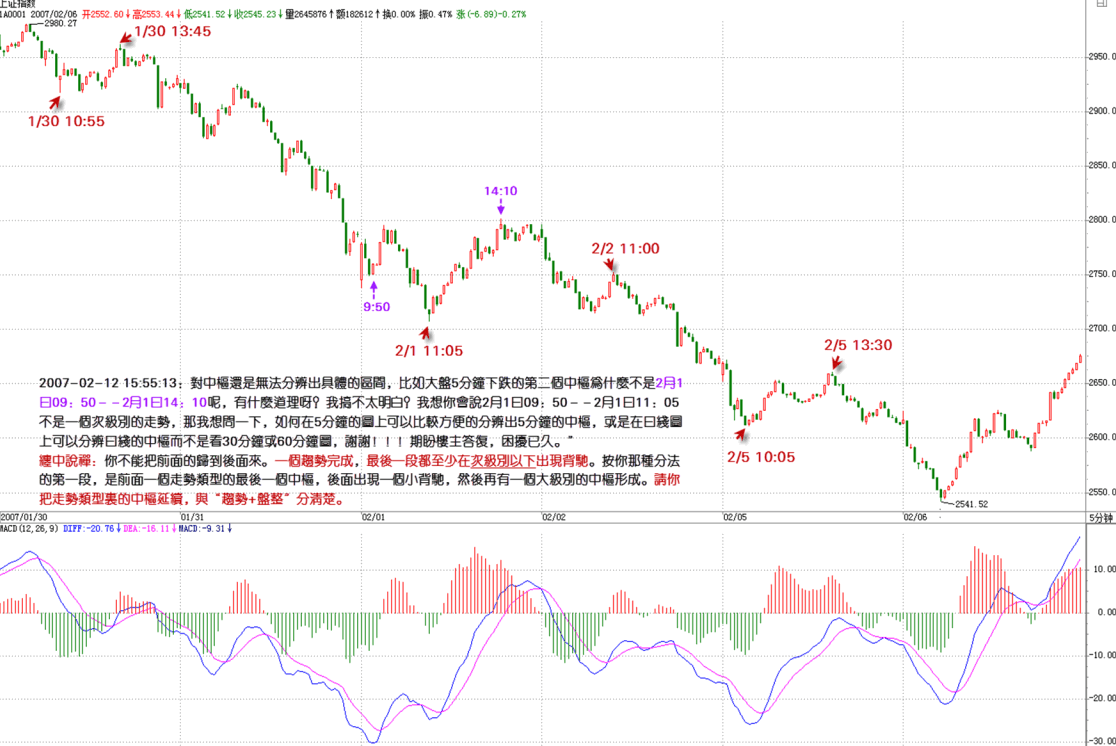 上证指数
1A0001 2007/02/06 开2552.60↓高2553.44↓低2541.52↓收2545.23↓量2645876↑额182612↑换0.00% 振0.47% 涨(-6.89)-0.27%
2980.27
1/30 13:45
2950.0
1/30 10:55
2900.0
2850.0
14:10
2800.0
2/2 11:00
2750.0
9:50
2700.0
2/1 11:05
2/5 13:30
2650.0
2007-02-12 15:55:13：對中樞還是無法分辨出具體的區間，比如大盤5分鐘下跌的第二個中樞為什麼不是2月1
日09：50--2月1日14：10呢，有什麼道理呀？我搞不太明白？我想你會說2月1日09：50--2月1日11：05
不是一個次級別的走勢，那我想問一下，如何在5分鐘的圖上可以比較方便的分辨出5分鐘的中樞，或是在日綫圖
上可以分辨日綫的中樞而不是看30分鐘或60分鐘圖，謝謝！！！期盼樓主答復，困擾已久。"
纏中說禪：你不能把前面的歸到後面來。一個趨勢完成，最後一段都至少在次級別以下出現背馳。按你那種分法
的第一段，是前面一個走勢類型的最後一個中樞，後面出現一個小背馳，然後再有一個大級別的中樞形成。請你
把走勢類型裏的中樞延續，與“趨勢+盤整”分清楚。
2/5 10:05
2600.0
2550.0
2541.52
2007/01/30 01/31 02/01 02/02 02/05 02/06 5分钟
MACD(12,26,9) DIFF:-20.76↓ DEA:-16.11↓ MACD:-9.31↓
10.00
0.00
-10.00
-20.00
-30.00